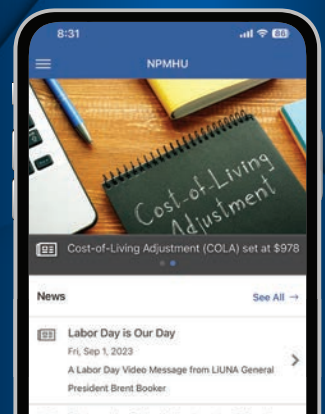 8:31
86
NPMHU
Cost-of-Living
Adjustment
Cost-of-Living Adjustment (COLA) set at $978
News
See All →
Labor Day is Our Day
Fri, Sep 1, 2023
A Labor Day Video Message from LiUNA General
President Brent Booker